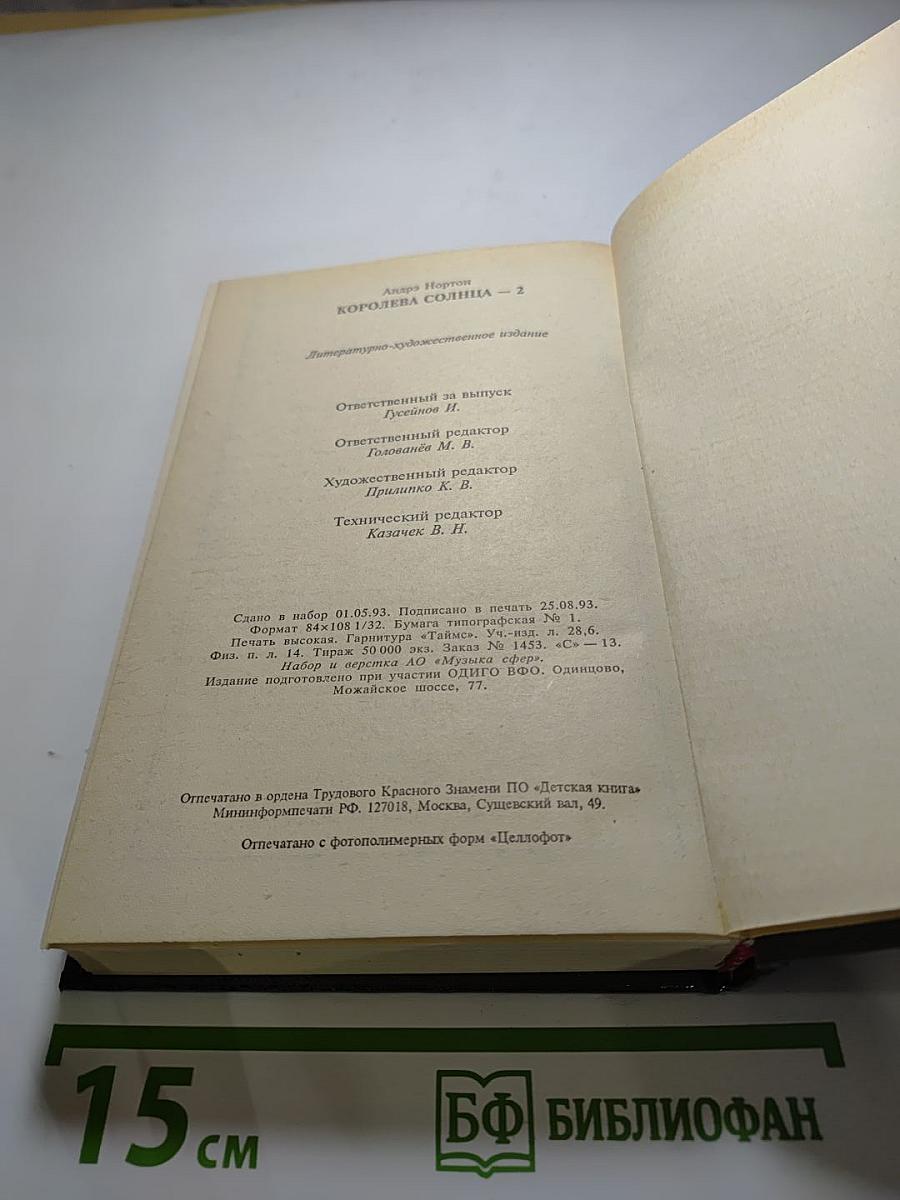 Андрэ Нортон
КОРОЛЕВА СОЛНЦА — 2
Литературно-художественное издание
Ответственный за выпуск
Гусейнов И.
Ответственный редактор
Голованёв М. В.
Художественный редактор
Прилипко К. В.
Технический редактор
Казачек В. Н.
Сдано в набор 01.05.93. Подписано в печать 25.08.93.
Формат 84×108 1/32. Бумага типографская № 1.
Печать высокая. Гарнитура «Таймс». Уч.-изд. л. 28,6.
Физ. п. л. 14. Тираж 50 000 экз. Заказ № 1453. «С» — 13.
Набор и верстка АО «Музыка сфер».
Издание подготовлено при участии ОДИГО ВФО. Одинцово,
Можайское шоссе, 77.
Отпечатано в ордена Трудового Красного Знамени ПО «Детская книга»
Мининформпечати РФ. 127018, Москва, Сущевский вал, 49.
Отпечатано с фотополимерных форм «Целлофот»
15 см
БФ БИБЛИОФАН